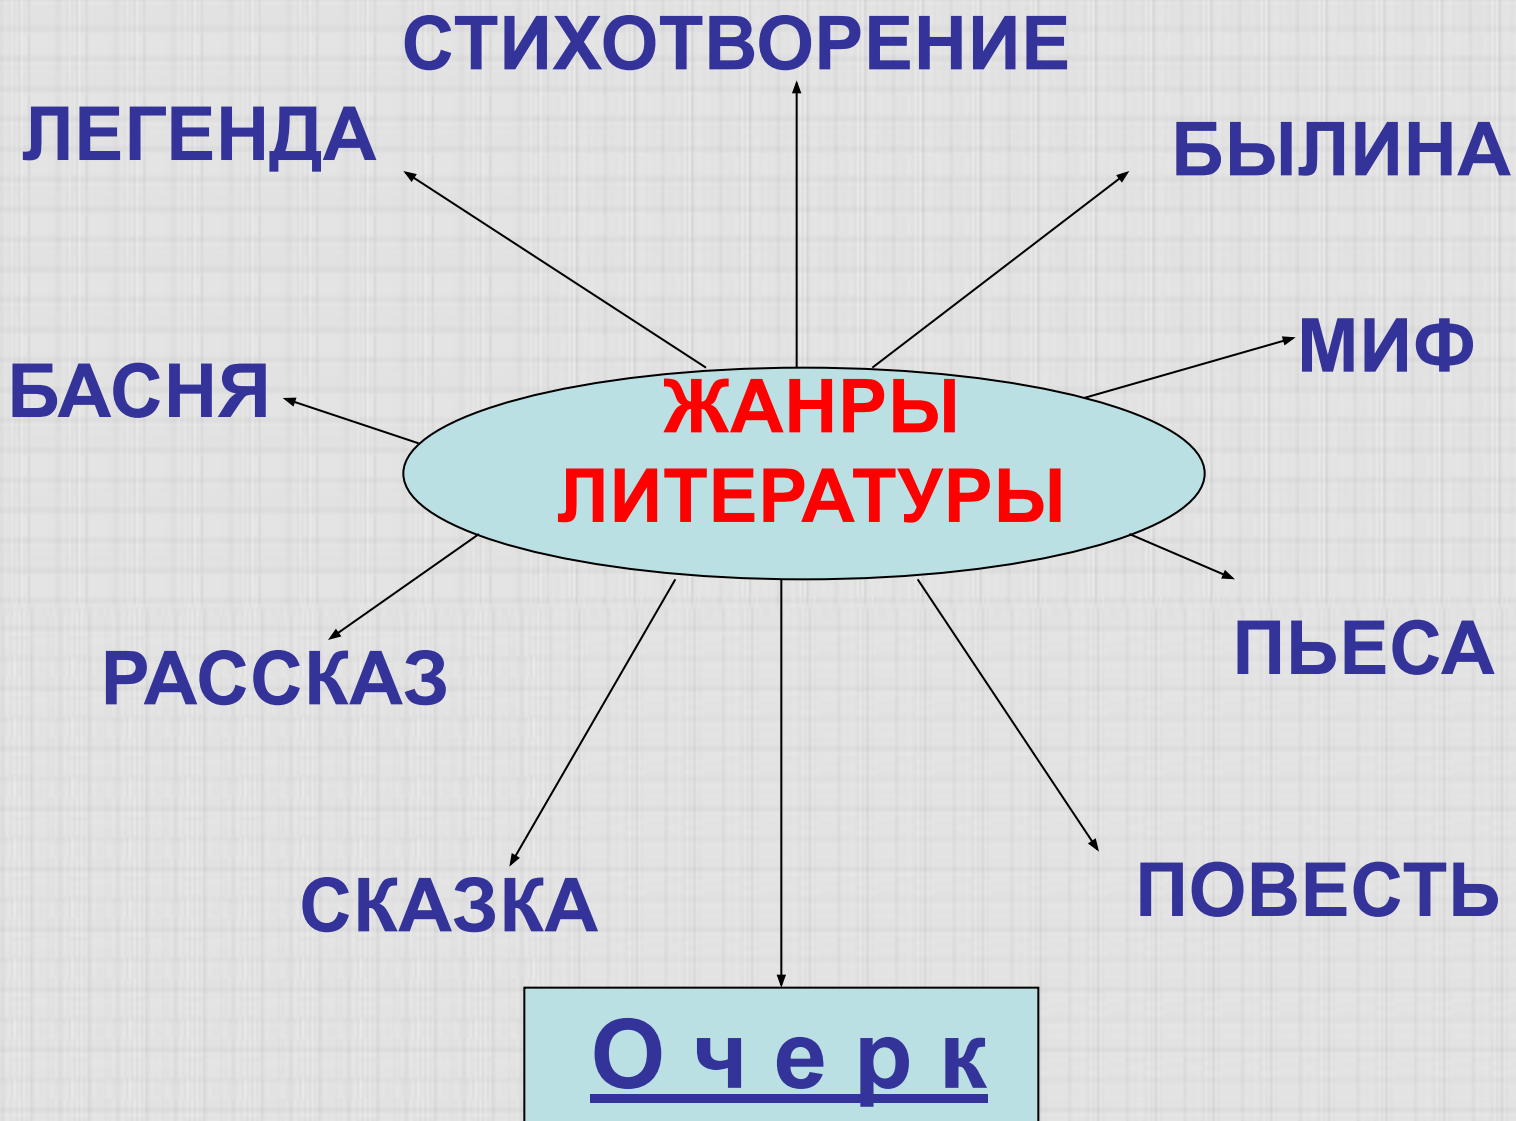 СТИХОТВОРЕНИЕ
ЛЕГЕНДА
БЫЛИНА
МИФ
БАСНЯ
ЖАНРЫ
ЛИТЕРАТУРЫ
РАССКАЗ
ПЬЕСА
СКАЗКА
ПОВЕСТЬ
О ч е р к